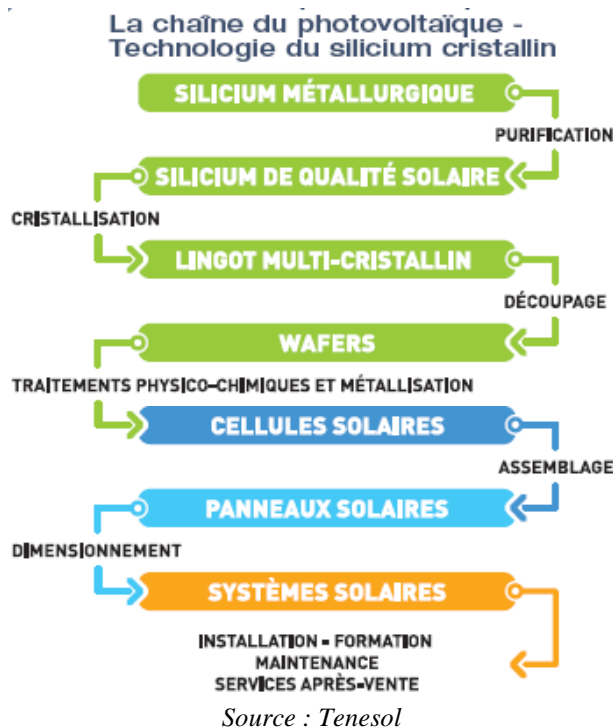 La chaîne du photovoltaïque -
Technologie du silicium cristallin
SILICIUM MÉTALLURGIQUE
PURIFICATION
SILICIUM DE QUALITÉ SOLAIRE
CRISTALLISATION
LINGOT MULTI-CRISTALLIN
DÉCOUPAGE
WAFERS
TRAITEMENTS PHYSICO-CHIMIQUES ET MÉTALLISATION
CELLULES SOLAIRES
ASSEMBLAGE
PANNEAUX SOLAIRES
DIMENSIONNEMENT
SYSTÈMES SOLAIRES
INSTALLATION - FORMATION
MAINTENANCE
SERVICES APRÈS-VENTE
Source : Tenesol